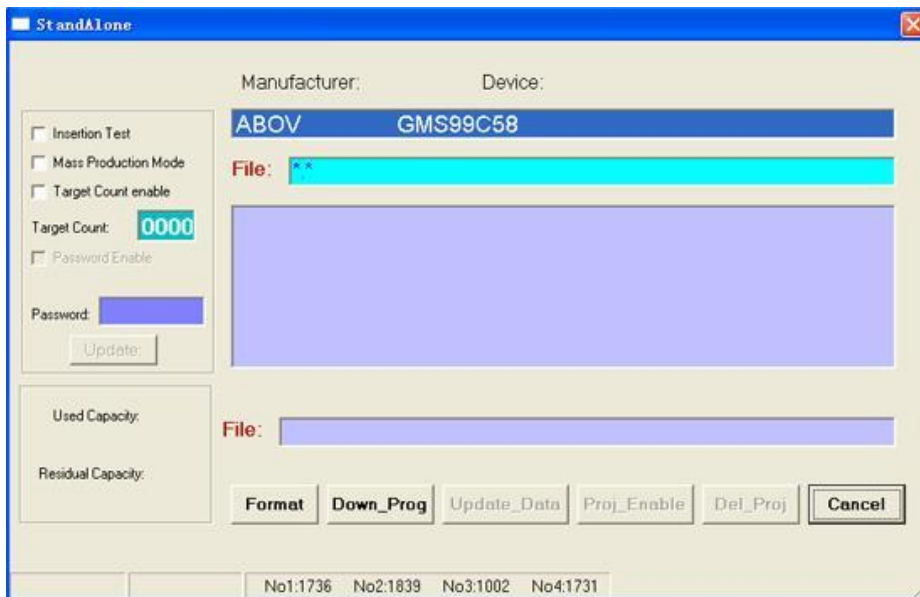 StandAlone
Manufacturer: Device:
ABOV GMS99C58
Insertion Test
Mass Production Mode
Target Count enable
Target Count: 0000
Password Enable
Password:
Update
File: *.*
Used Capacity:
Residual Capacity:
File:
Format Down_Prog Update_Data Proj_Enable Del_Proj Cancel
No1:1736 No2:1839 No3:1002 No4:1731